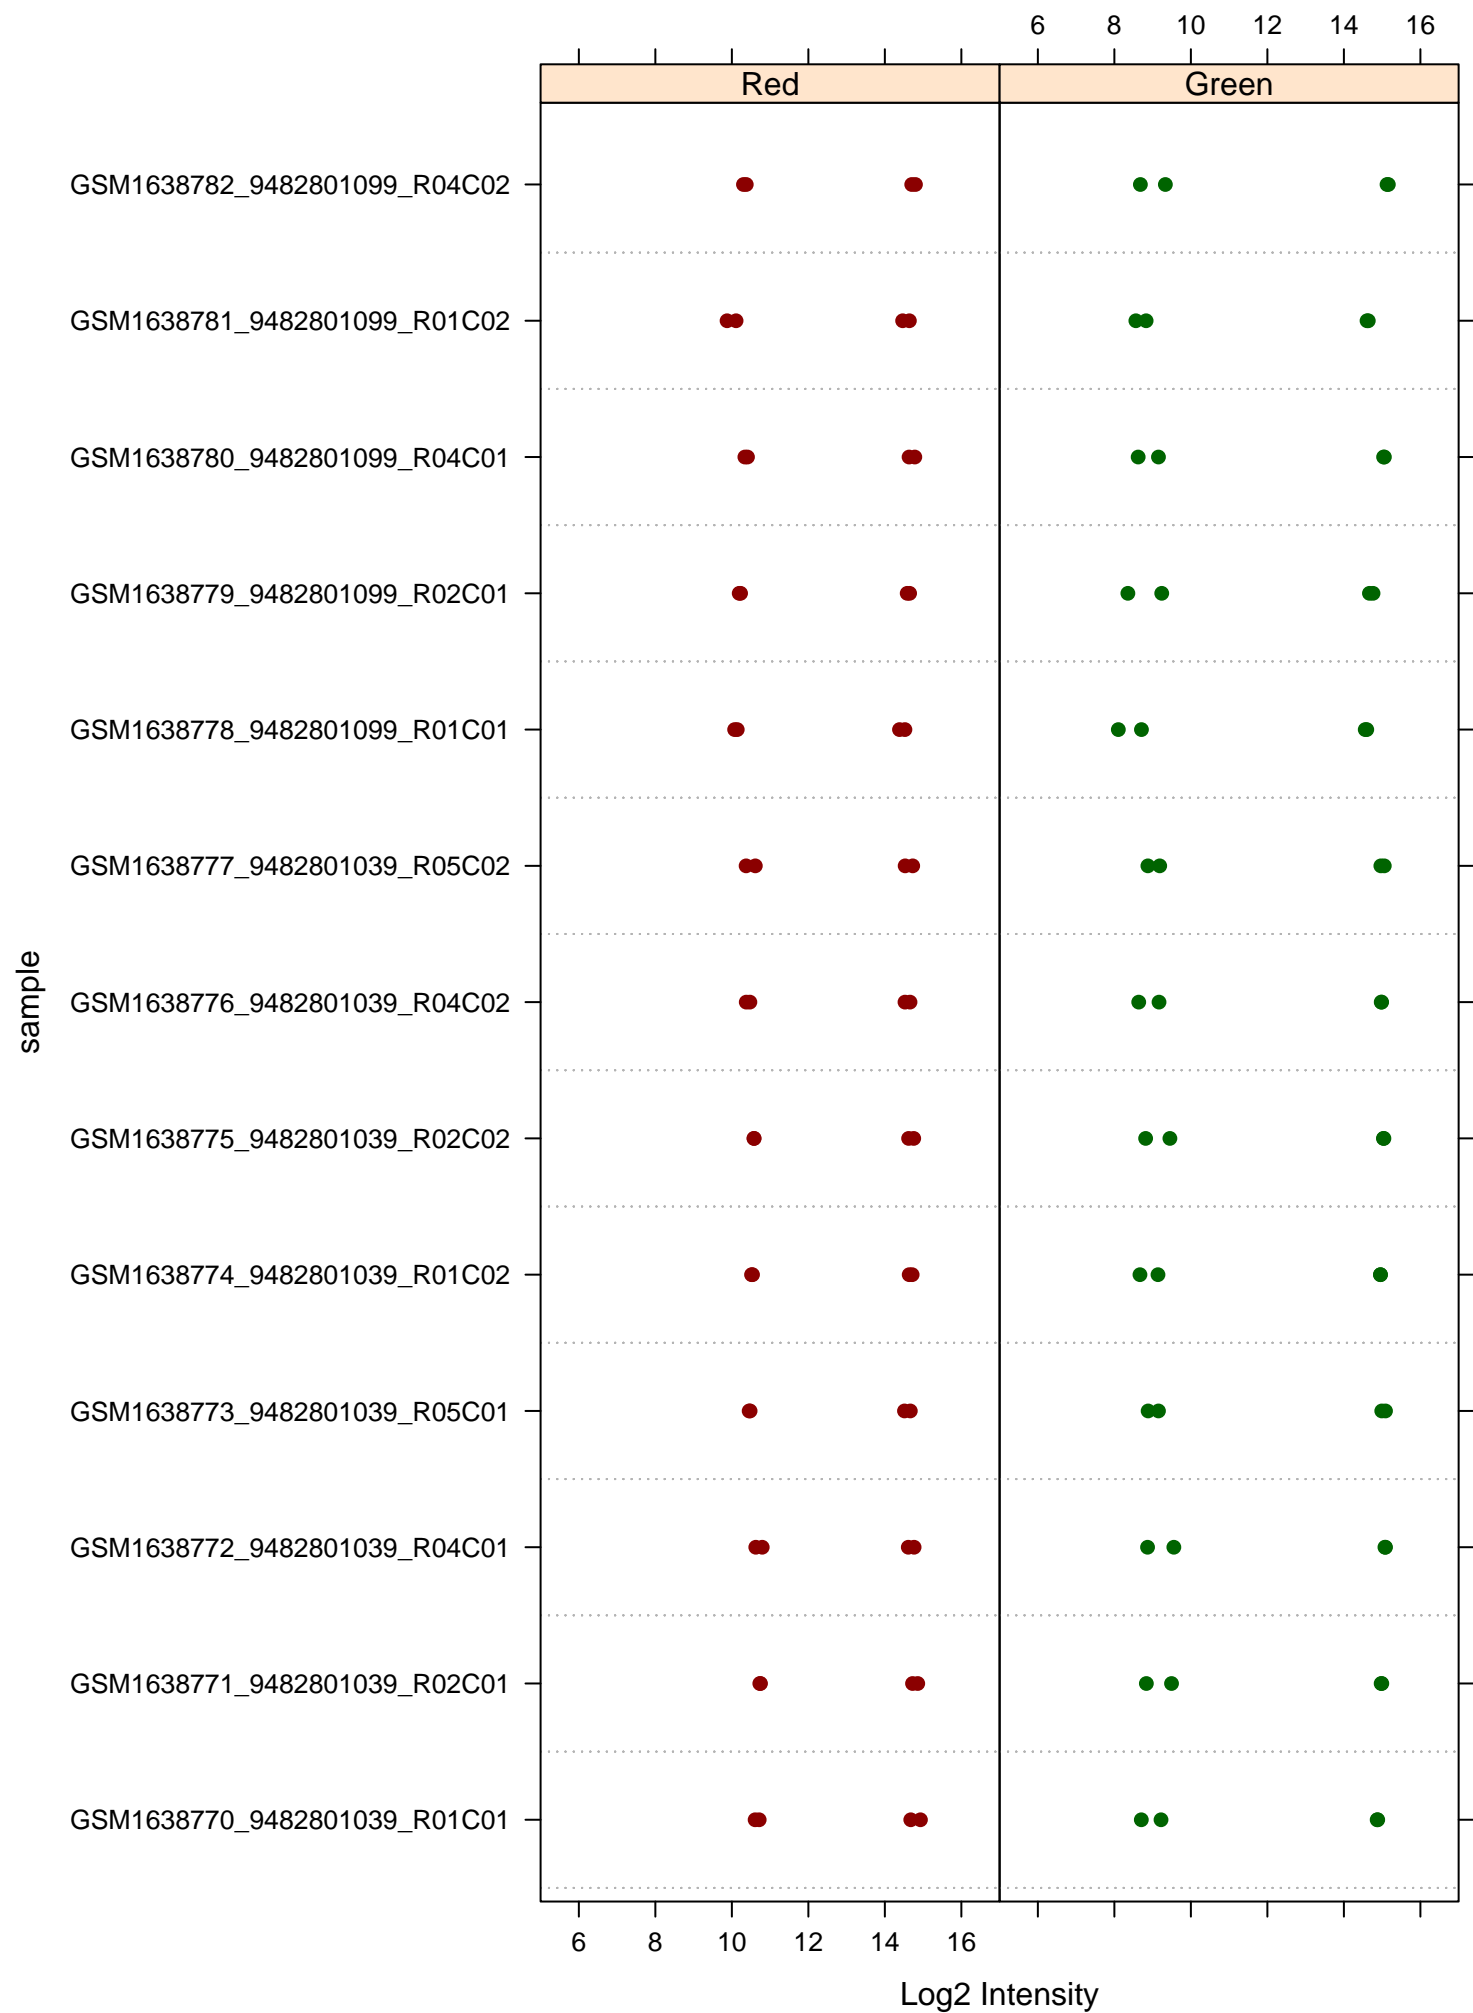 6 8 10 12 14 16
Red Green
GSM1638782_9482801099_R04C02
GSM1638781_9482801099_R01C02
GSM1638780_9482801099_R04C01
GSM1638779_9482801099_R02C01
GSM1638778_9482801099_R01C01
GSM1638777_9482801039_R05C02
GSM1638776_9482801039_R04C02
GSM1638775_9482801039_R02C02
GSM1638774_9482801039_R01C02
GSM1638773_9482801039_R05C01
GSM1638772_9482801039_R04C01
GSM1638771_9482801039_R02C01
GSM1638770_9482801039_R01C01
sample
6 8 10 12 14 16
Log2 Intensity